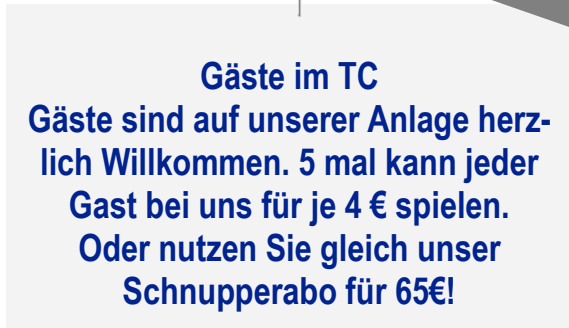 Gäste im TC
Gäste sind auf unserer Anlage herz-
lich Willkommen. 5 mal kann jeder
Gast bei uns für je 4 € spielen.
Oder nutzen Sie gleich unser
Schnupperabo für 65€!